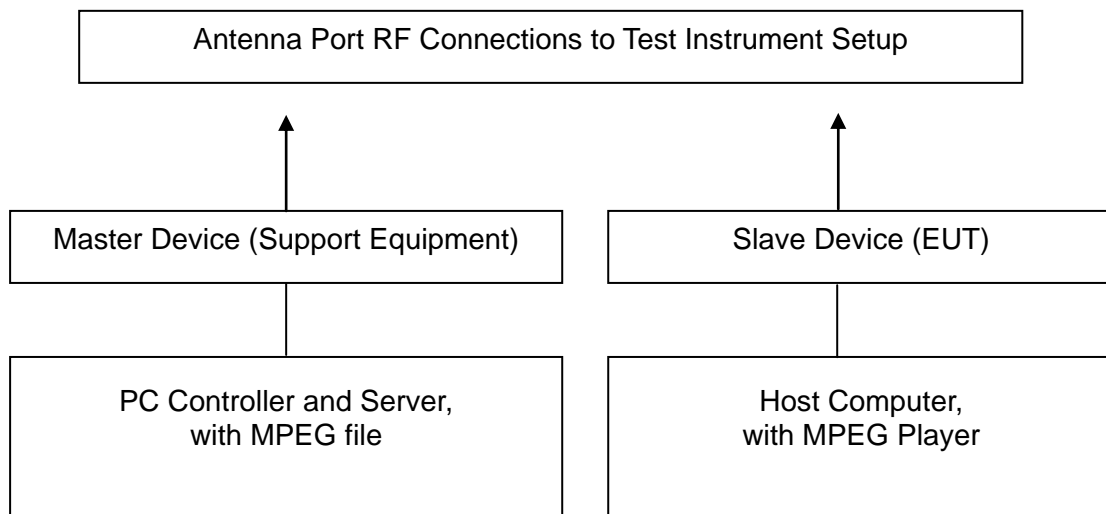 Antenna Port RF Connections to Test Instrument Setup
Master Device (Support Equipment)
Slave Device (EUT)
PC Controller and Server,
with MPEG file
Host Computer,
with MPEG Player